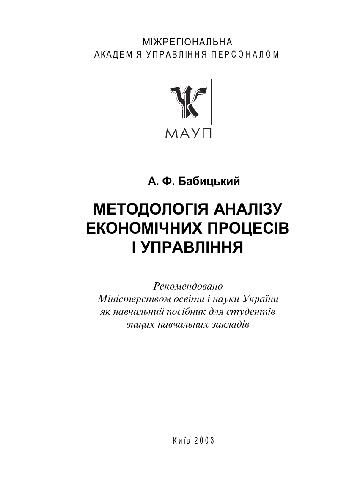 МІЖРЕГІОНАЛЬНА
АКАДЕМІЯ УПРАВЛІННЯ ПЕРСОНАЛОМ
МАУП
А. Ф. Бабицький
МЕТОДОЛОГІЯ АНАЛІЗУ
ЕКОНОМІЧНИХ ПРОЦЕСІВ
І УПРАВЛІННЯ
Рекомендовано
Міністерством освіти і науки України
як навчальний посібник для студентів
вищих навчальних закладів
Київ 2003